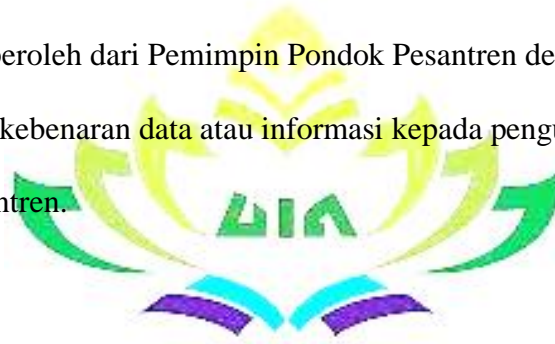 peroleh dari Pemimpin Pondok Pesantren de
kebenaran data atau informasi kepada pengu
ntren.
UIN